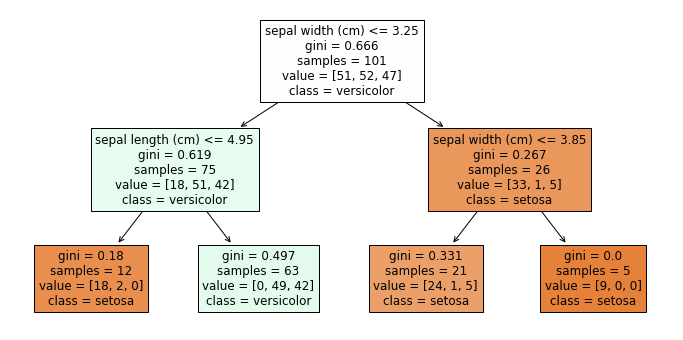 sepal width (cm) <= 3.25
gini = 0.666
samples = 101
value = [51, 52, 47]
class = versicolor
sepal length (cm) <= 4.95
gini = 0.619
samples = 75
value = [18, 51, 42]
class = versicolor
sepal width (cm) <= 3.85
gini = 0.267
samples = 26
value = [33, 1, 5]
class = setosa
gini = 0.18
samples = 12
value = [18, 2, 0]
class = setosa
gini = 0.497
samples = 63
value = [0, 49, 42]
class = versicolor
gini = 0.331
samples = 21
value = [24, 1, 5]
class = setosa
gini = 0.0
samples = 5
value = [9, 0, 0]
class = setosa